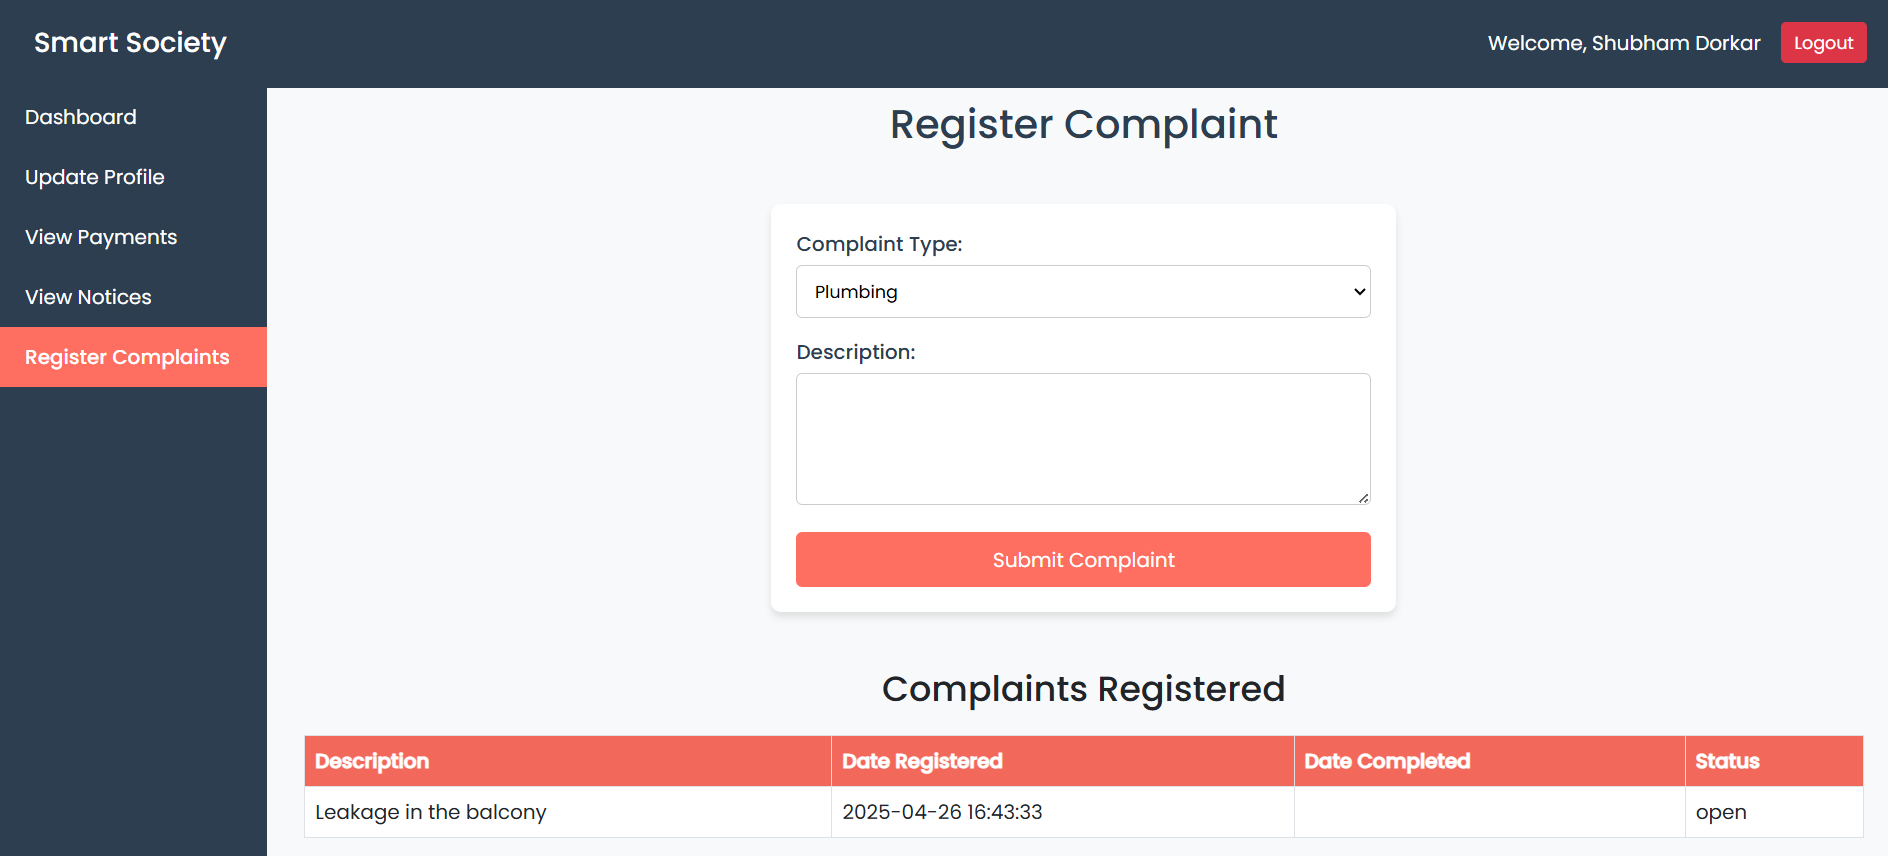 Smart Society
Welcome, Shubham Dorkar
Logout
Dashboard
Update Profile
View Payments
View Notices
Register Complaints
Register Complaint
Complaint Type:
Plumbing
Description:
Submit Complaint
Complaints Registered
Description Date Registered Date Completed Status
Leakage in the balcony 2025-04-26 16:43:33 open